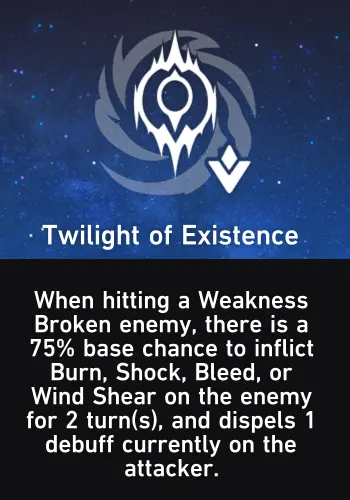 Twilight of Existence
When hitting a Weakness
Broken enemy, there is a
75% base chance to inflict
Burn, Shock, Bleed, or
Wind Shear on the enemy
for 2 turn(s), and dispels 1
debuff currently on the
attacker.